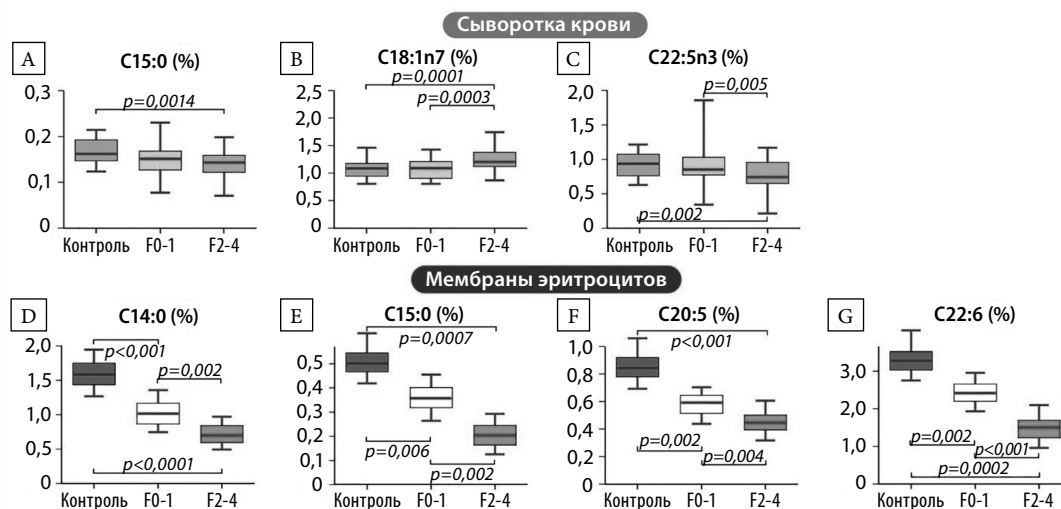 Сыворотка крови
A
C15:0 (%)
p=0,0014
0,3
0,2
0,1
0
Контроль F0-1 F2-4
B
C18:1n7 (%)
p=0,0001
p=0,0003
2,5
2,0
1,5
1,0
0,5
0
Контроль F0-1 F2-4
C
C22:5n3 (%)
p=0,005
2,0
1,5
1,0
0,5
0
p=0,002
Контроль F0-1 F2-4
Мембраны эритроцитов
D
C14:0 (%)
2,0
1,5
1,0
0,5
0
p<0,001
p=0,002
p<0,0001
Контроль F0-1 F2-4
E
C15:0 (%)
p=0,0007
0,5
0,4
0,3
0,2
0,1
0
p=0,006
p=0,002
Контроль F0-1 F2-4
F
C20:5 (%)
p<0,001
1,0
0,8
0,6
0,4
0,2
0,
p=0,002
p=0,004
Контроль F0-1 F2-4
G
C22:6 (%)
3,0
2,0
1,0
0
p=0,002
p<0,001
p=0,0002
Контроль F0-1 F2-4